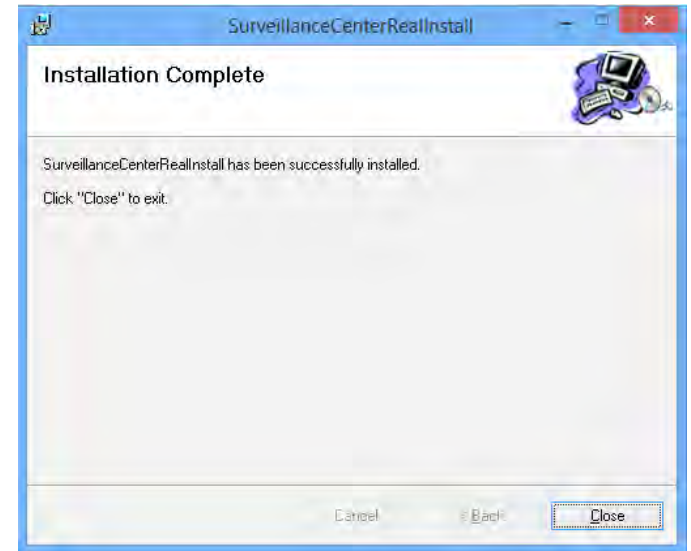 SurveillanceCenterRealInstall
Installation Complete
SurveillanceCenterRealInstall has been successfully installed.
Click "Close" to exit.
Cancel
< Back
Close